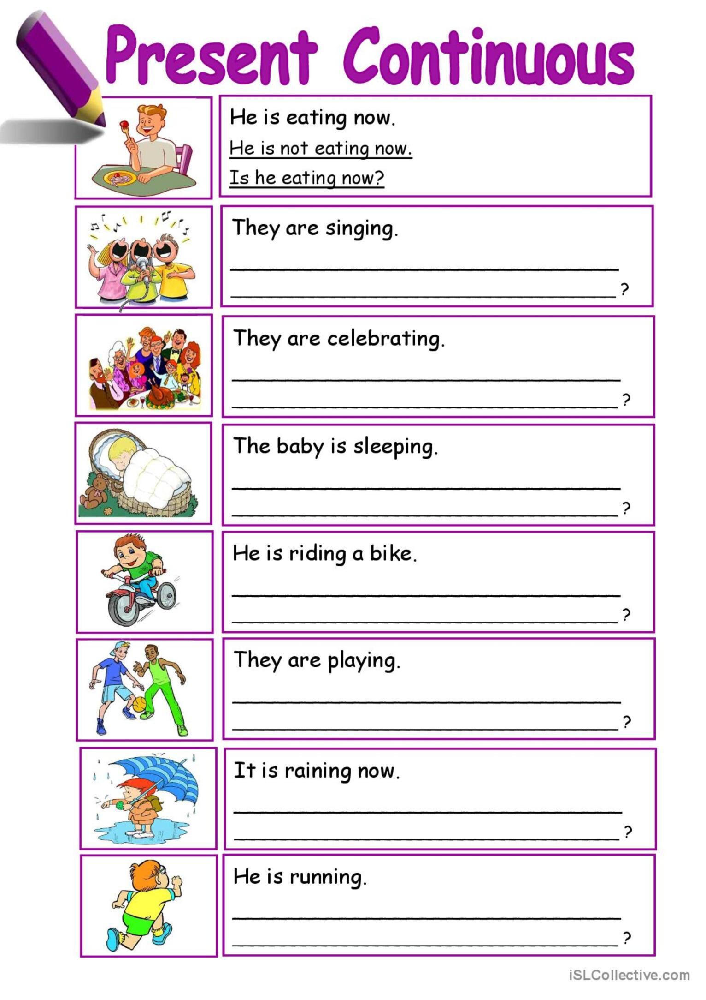 Present Continuous
He is eating now.
He is not eating now.
Is he eating now?
They are singing.
?
They are celebrating.
?
The baby is sleeping.
?
He is riding a bike.
?
They are playing.
?
It is raining now.
?
He is running.
?
iSLCollective.com